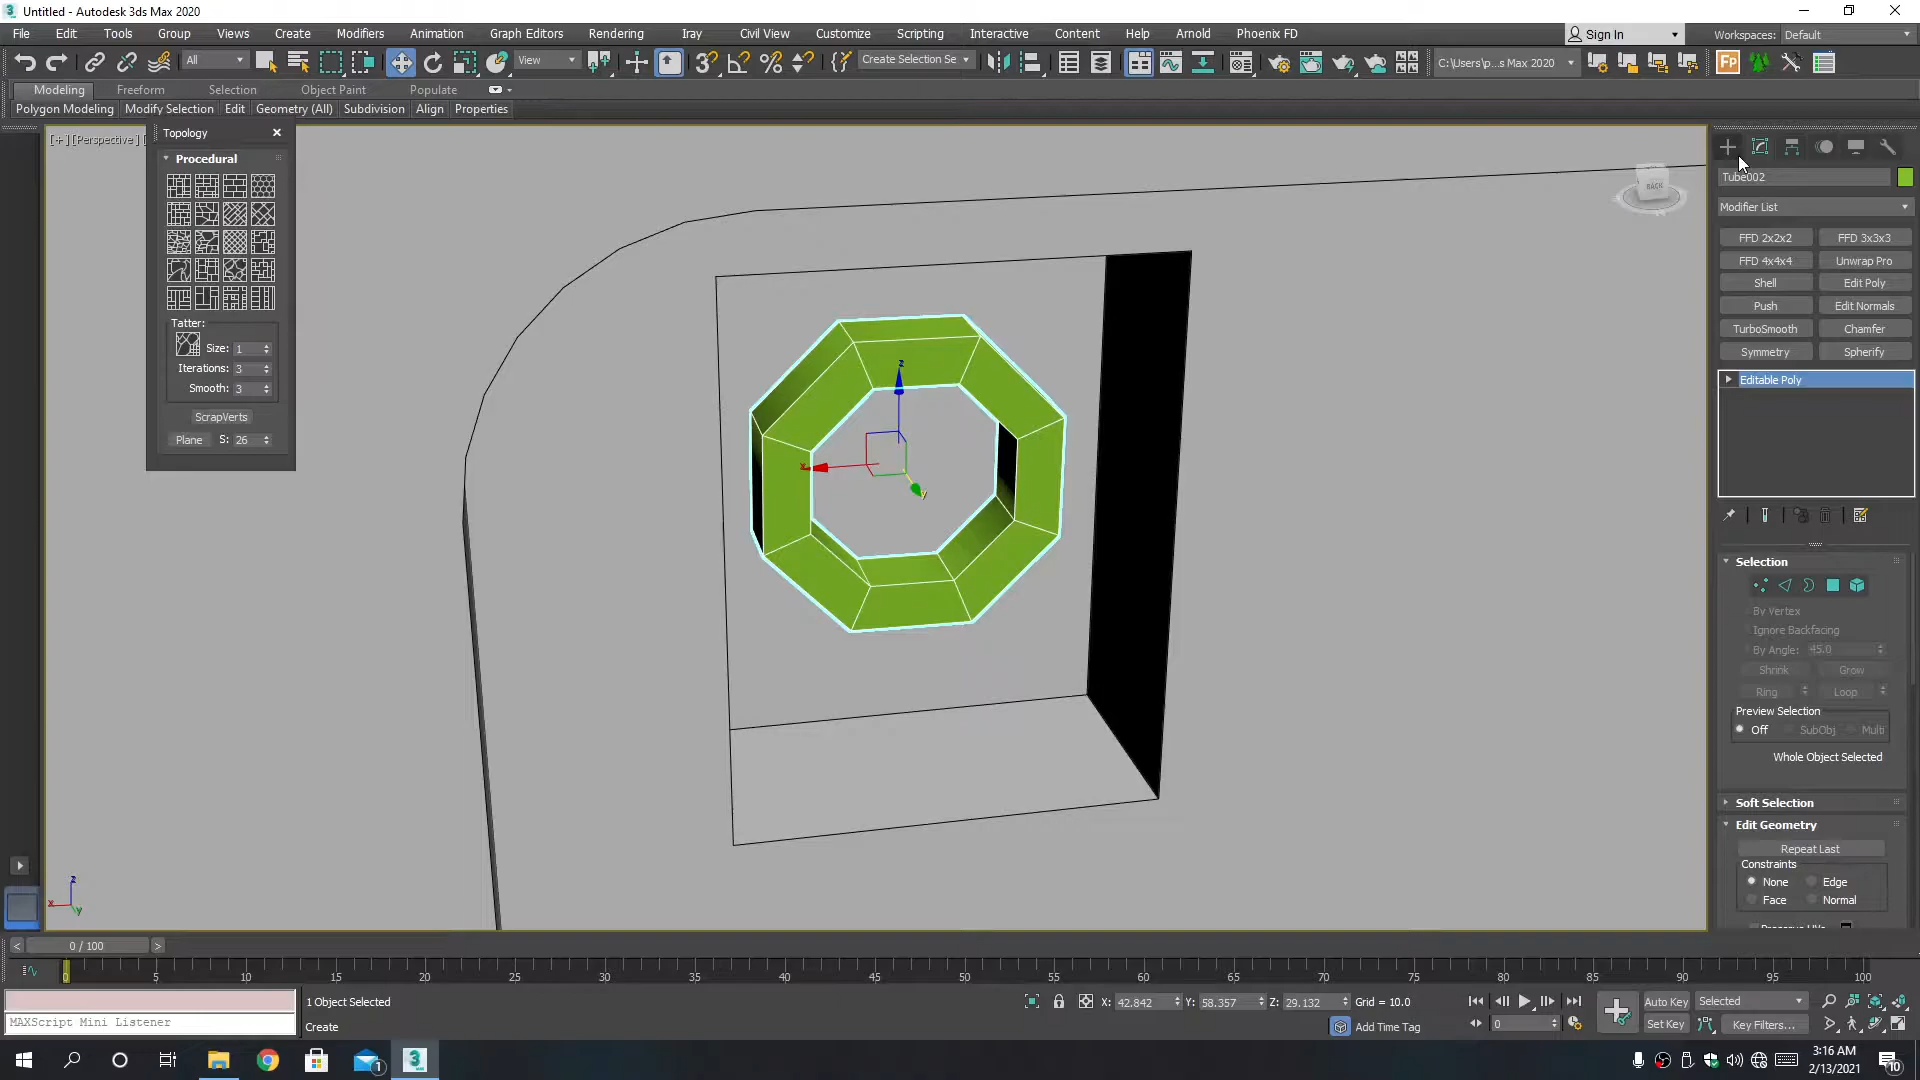 Untitled - Autodesk 3ds Max 2020
File Edit Tools Group Views Create Modifiers Animation Graph Editors Rendering Iray Civil View Customize Scripting Interactive Content Help Arnold Phoenix FD Sign In Workspaces: Default
All View Create Selection Se C:\Users\p...s Max 2020
Modeling Freeform Selection Object Paint Populate
Polygon Modeling Modify Selection Edit Geometry (All) Subdivision Align Properties
[+][Perspective]
Topology
Procedural
Tatter:
Size: 1
Iterations: 3
Smooth: 3
ScrapVerts
Plane S: 26
BACK
z
x
y
z
x
y
Tube002
Modifier List
FFD 2x2x2 FFD 3x3x3
FFD 4x4x4 Unwrap Pro
Shell Edit Poly
Push Edit Normals
TurboSmooth Chamfer
Symmetry Spherify
Editable Poly
Selection
By Vertex
Ignore Backfacing
By Angle: 45.0
Shrink Grow
Ring Loop
Preview Selection
Off SubObj Multi
Whole Object Selected
Soft Selection
Edit Geometry
Repeat Last
Constraints
None Edge
Face Normal
Preserve UVs
< 0 / 100 >
0 5 10 15 20 25 30 35 40 45 50 55 60 65 70 75 80 85 90 95 100
1 Object Selected X: 42.842 Y: 58.357 Z: 29.132 Grid = 10.0 Auto Key Selected
MAXScript Mini Listener Create Add Time Tag 0 Set Key Key Filters...
1
3
3:16 AM
2/13/2021
10